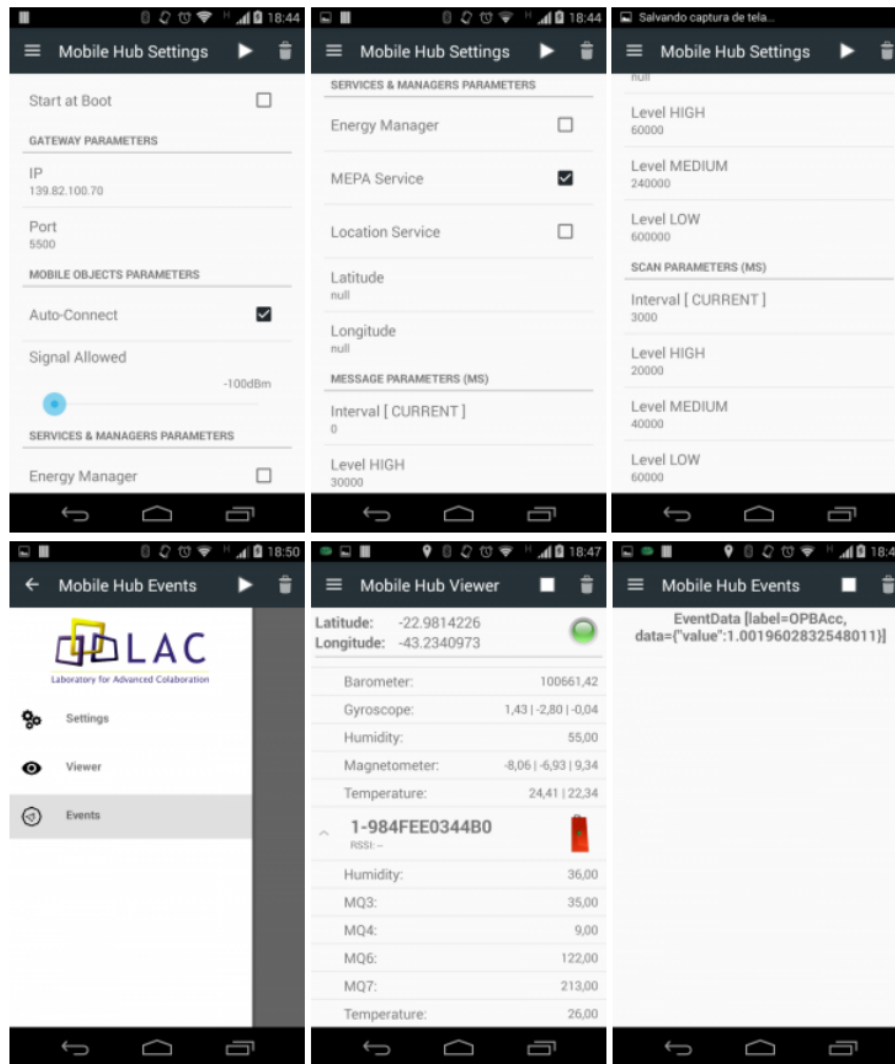 H 18:44
Mobile Hub Settings
Start at Boot
GATEWAY PARAMETERS
IP
139.82.100.70
Port
5500
MOBILE OBJECTS PARAMETERS
Auto-Connect
Signal Allowed
-100dBm
SERVICES & MANAGERS PARAMETERS
Energy Manager
H 18:44
Mobile Hub Settings
SERVICES & MANAGERS PARAMETERS
Energy Manager
MEPA Service
Location Service
Latitude
null
Longitude
null
MESSAGE PARAMETERS (MS)
Interval [ CURRENT ]
0
Level HIGH
30000
Salvando captura de tela...
Mobile Hub Settings
null
Level HIGH
60000
Level MEDIUM
240000
Level LOW
600000
SCAN PARAMETERS (MS)
Interval [ CURRENT ]
3000
Level HIGH
20000
Level MEDIUM
40000
Level LOW
60000
H 18:50
Mobile Hub Events
LAC
Laboratory for Advanced Colaboration
Settings
Viewer
Events
H 18:47
Mobile Hub Viewer
Latitude: -22.9814226
Longitude: -43.2340973
Barometer: 100661,42
Gyroscope: 1,43 | -2,80 | -0,04
Humidity: 55,00
Magnetometer: -8,06 | -6,93 | 9,34
Temperature: 24,41 | 22,34
1-984FEE0344B0
RSSI: --
Humidity: 36,00
MQ3: 35,00
MQ4: 9,00
MQ6: 122,00
MQ7: 213,00
Temperature: 26,00
H 18:4
Mobile Hub Events
EventData [label=OPBAcc,
data={"value":1.0019602832548011}]